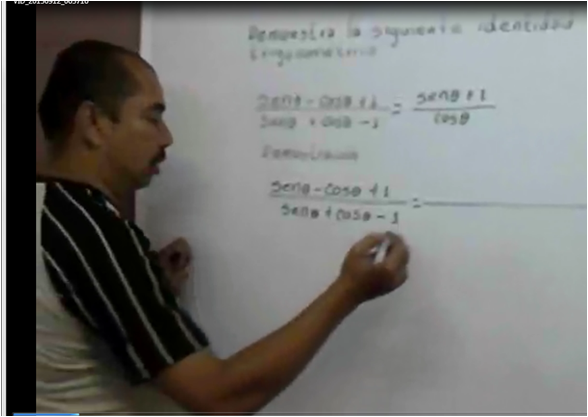 Demuestra la siguiente identidad
trigonometrica
senθ - cosθ + 1 / senθ + cosθ - 1 = senθ + 1 / cosθ
Demostración
senθ - cosθ + 1 / senθ + cosθ - 1 =